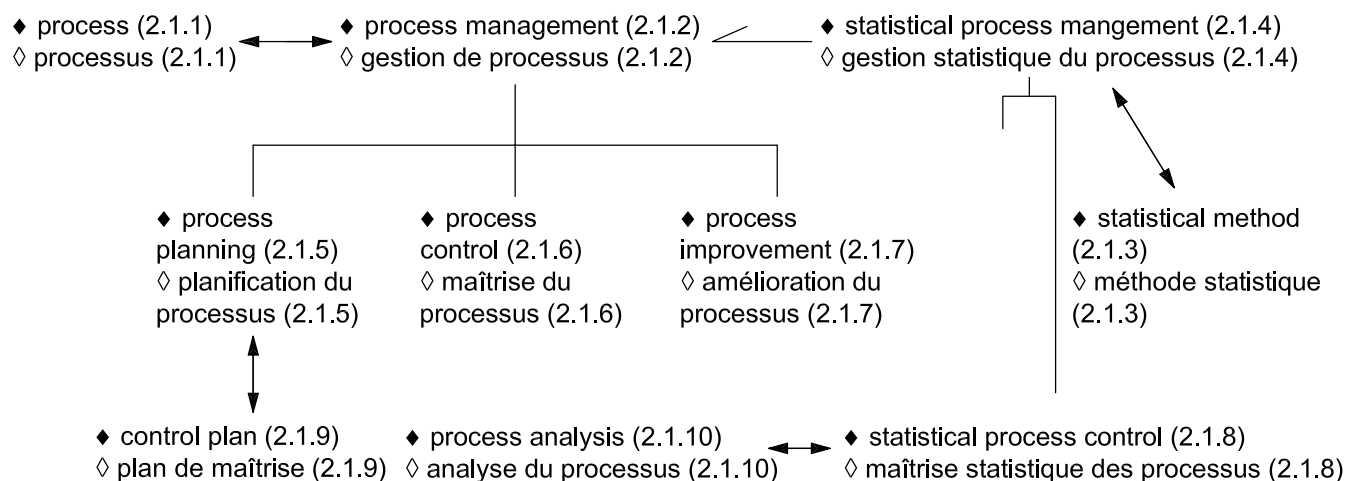 ♦ process (2.1.1)
◊ processus (2.1.1)
♦ process management (2.1.2)
◊ gestion de processus (2.1.2)
♦ statistical process mangement (2.1.4)
◊ gestion statistique du processus (2.1.4)
♦ process
planning (2.1.5)
◊ planification du
processus (2.1.5)
♦ process
control (2.1.6)
◊ maîtrise du
processus (2.1.6)
♦ process
improvement (2.1.7)
◊ amélioration du
processus (2.1.7)
♦ statistical method
(2.1.3)
◊ méthode statistique
(2.1.3)
♦ control plan (2.1.9)
◊ plan de maîtrise (2.1.9)
♦ process analysis (2.1.10)
◊ analyse du processus (2.1.10)
♦ statistical process control (2.1.8)
◊ maîtrise statistique des processus (2.1.8)